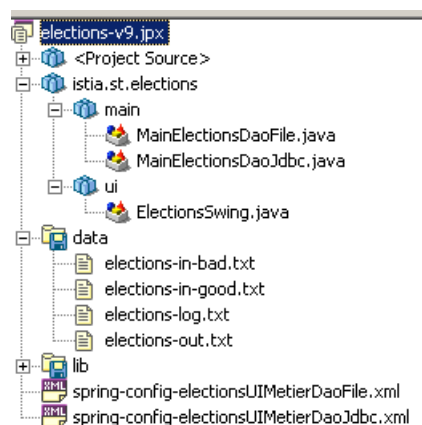 elections-v9.jpx
<Project Source>
istia.st.elections
main
MainElectionsDaoFile.java
MainElectionsDaoJdbc.java
ui
ElectionsSwing.java
data
elections-in-bad.txt
elections-in-good.txt
elections-log.txt
elections-out.txt
lib
spring-config-electionsUIMetierDaoFile.xml
spring-config-electionsUIMetierDaoJdbc.xml